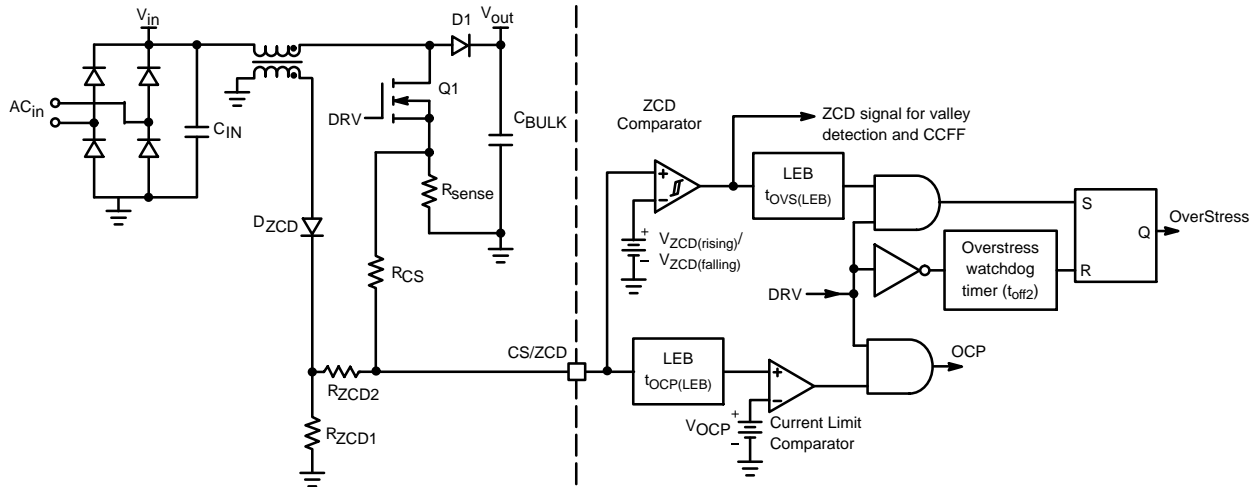 Vin
D1
Vout
ACin
CIN
Q1
DRV
CBULK
Rsense
DZCD
RCS
CS/ZCD
RZCD2
RZCD1
ZCD
Comparator
ZCD signal for valley
detection and CCFF
LEB
tOVS(LEB)
+
−
+
−
VZCD(rising)/
VZCD(falling)
S
R
Q
OverStress
Overstress
watchdog
timer (toff2)
DRV
LEB
tOCP(LEB)
+
−
OCP
VOCP
+
−
Current Limit
Comparator